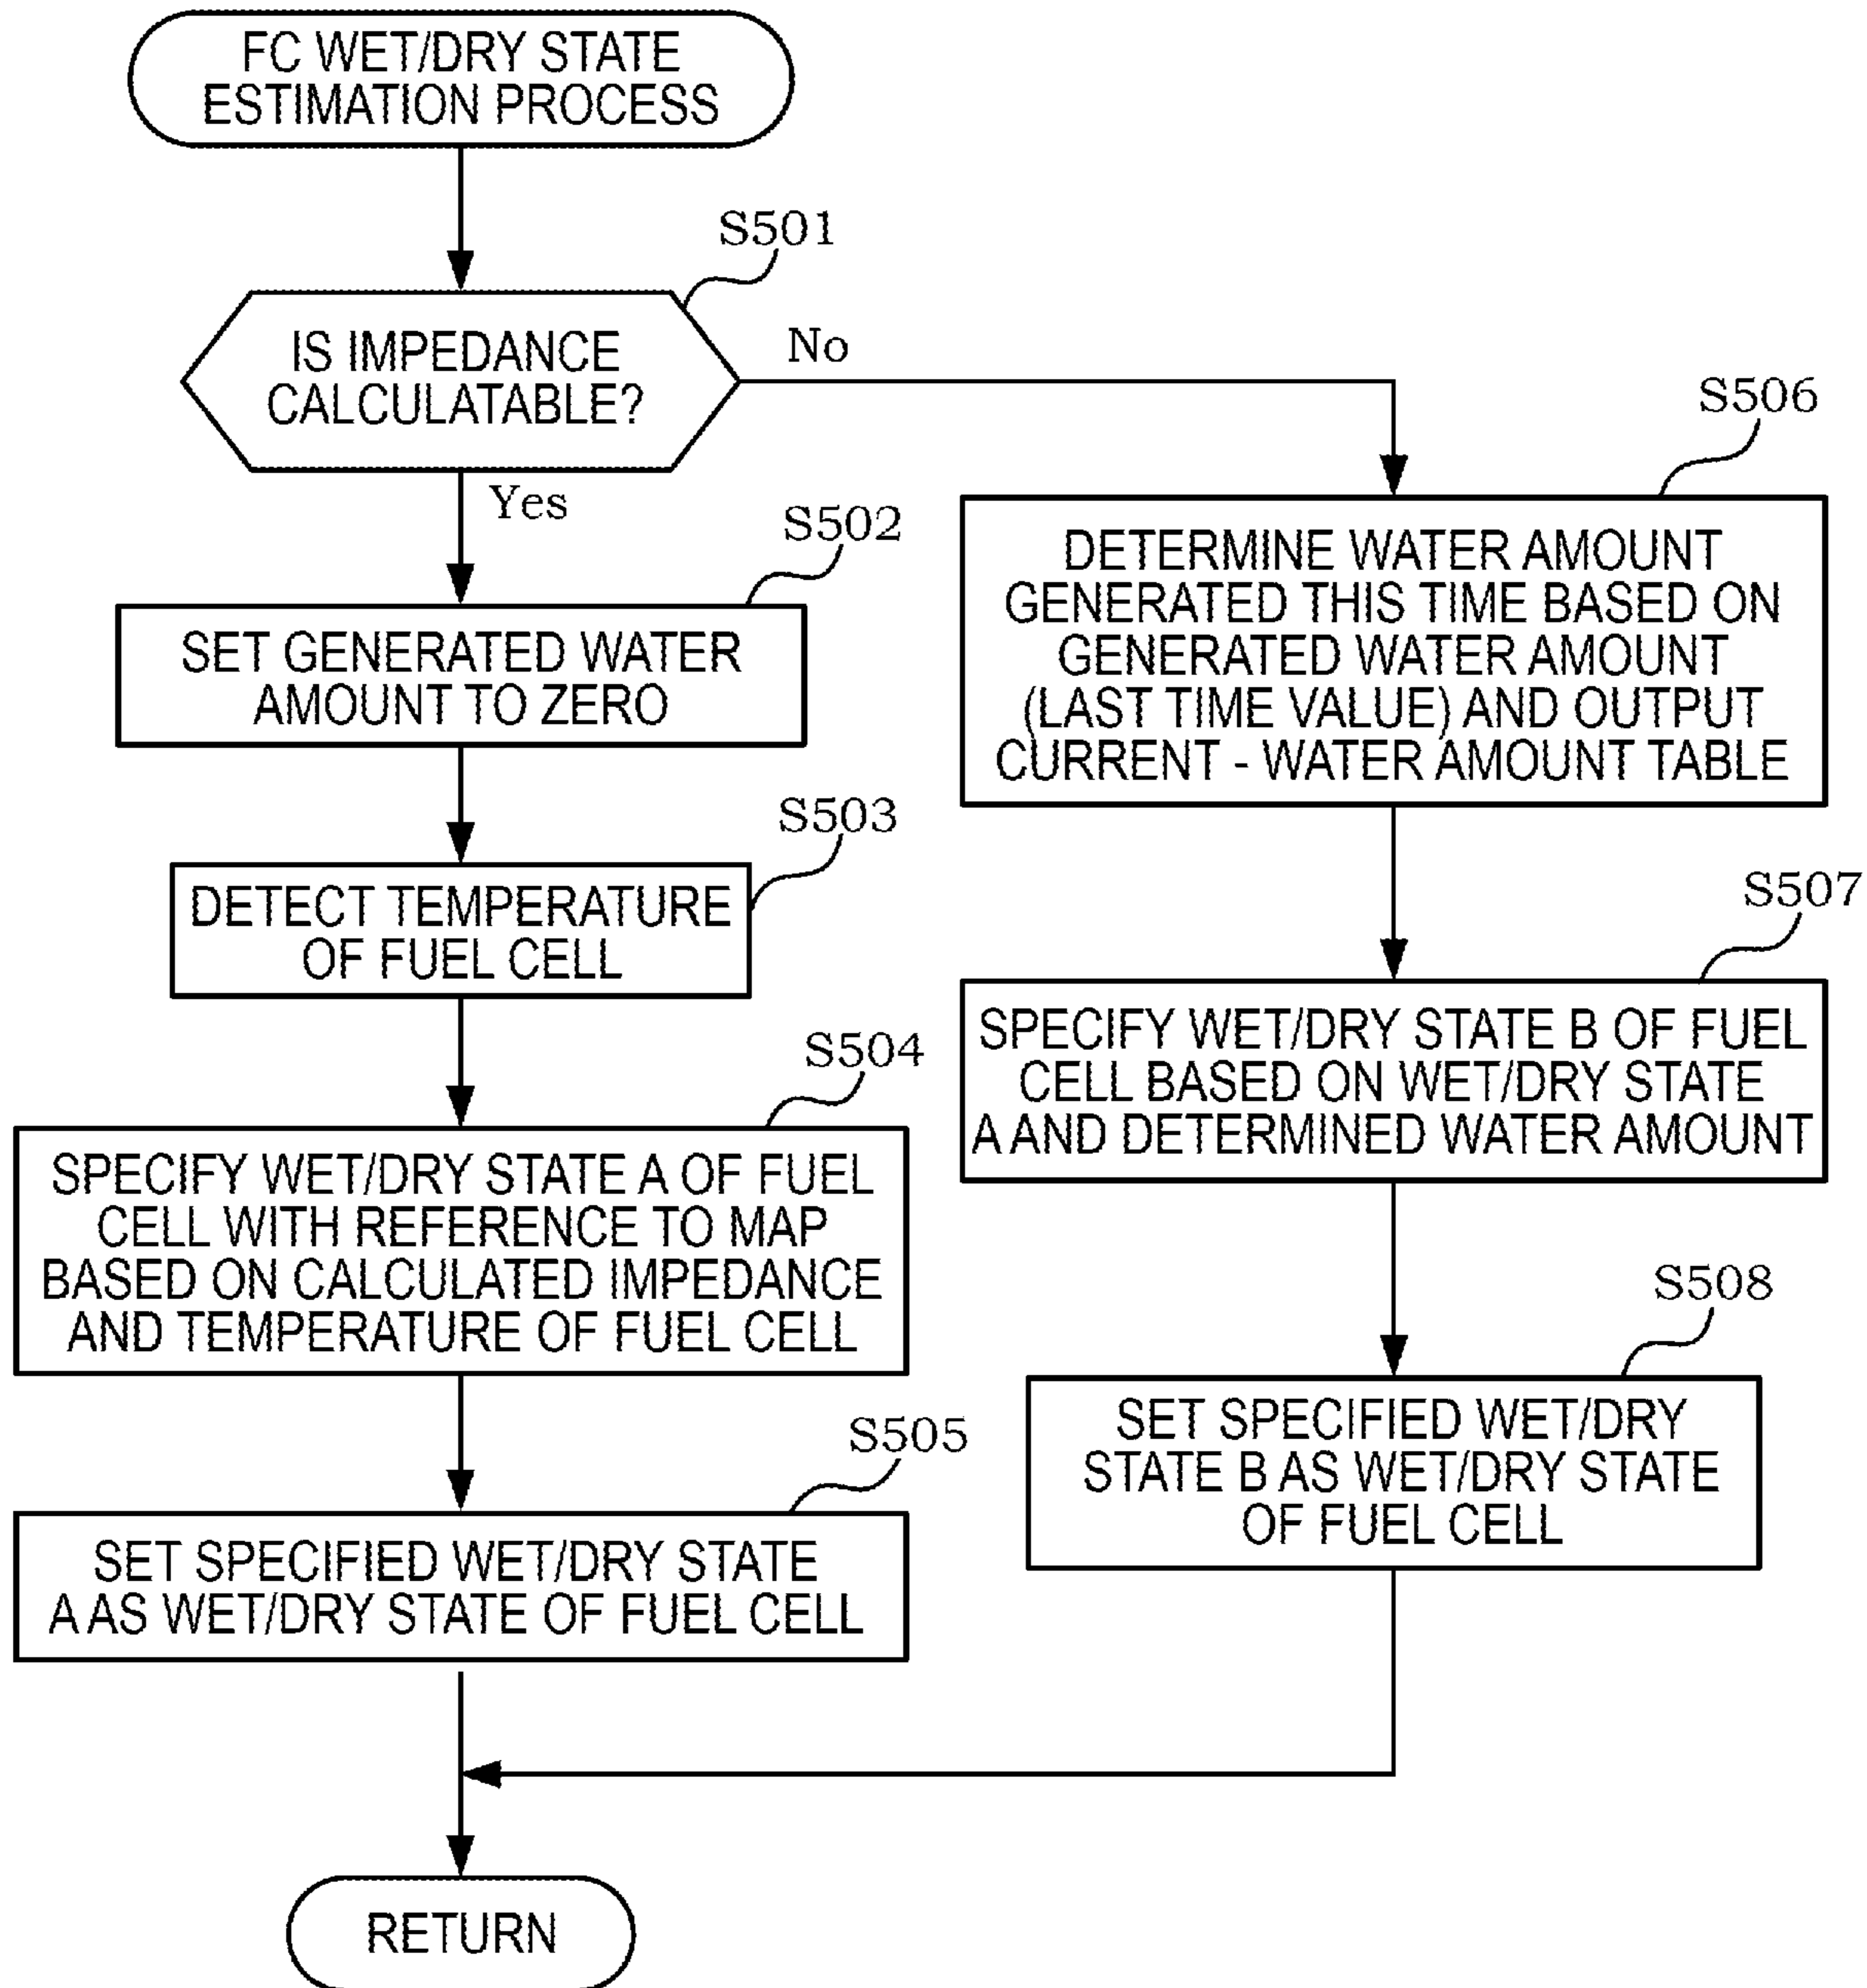 FC WET/DRY STATE
ESTIMATION PROCESS
S501
IS IMPEDANCE
CALCULATABLE?
No
Yes
S502
SET GENERATED WATER
AMOUNT TO ZERO
S503
DETECT TEMPERATURE
OF FUEL CELL
S504
SPECIFY WET/DRY STATE A OF FUEL
CELL WITH REFERENCE TO MAP
BASED ON CALCULATED IMPEDANCE
AND TEMPERATURE OF FUEL CELL
S505
SET SPECIFIED WET/DRY STATE
A AS WET/DRY STATE OF FUEL CELL
S506
DETERMINE WATER AMOUNT
GENERATED THIS TIME BASED ON
GENERATED WATER AMOUNT
(LAST TIME VALUE) AND OUTPUT
CURRENT - WATER AMOUNT TABLE
S507
SPECIFY WET/DRY STATE B OF FUEL
CELL BASED ON WET/DRY STATE
A AND DETERMINED WATER AMOUNT
S508
SET SPECIFIED WET/DRY
STATE B AS WET/DRY STATE
OF FUEL CELL
RETURN